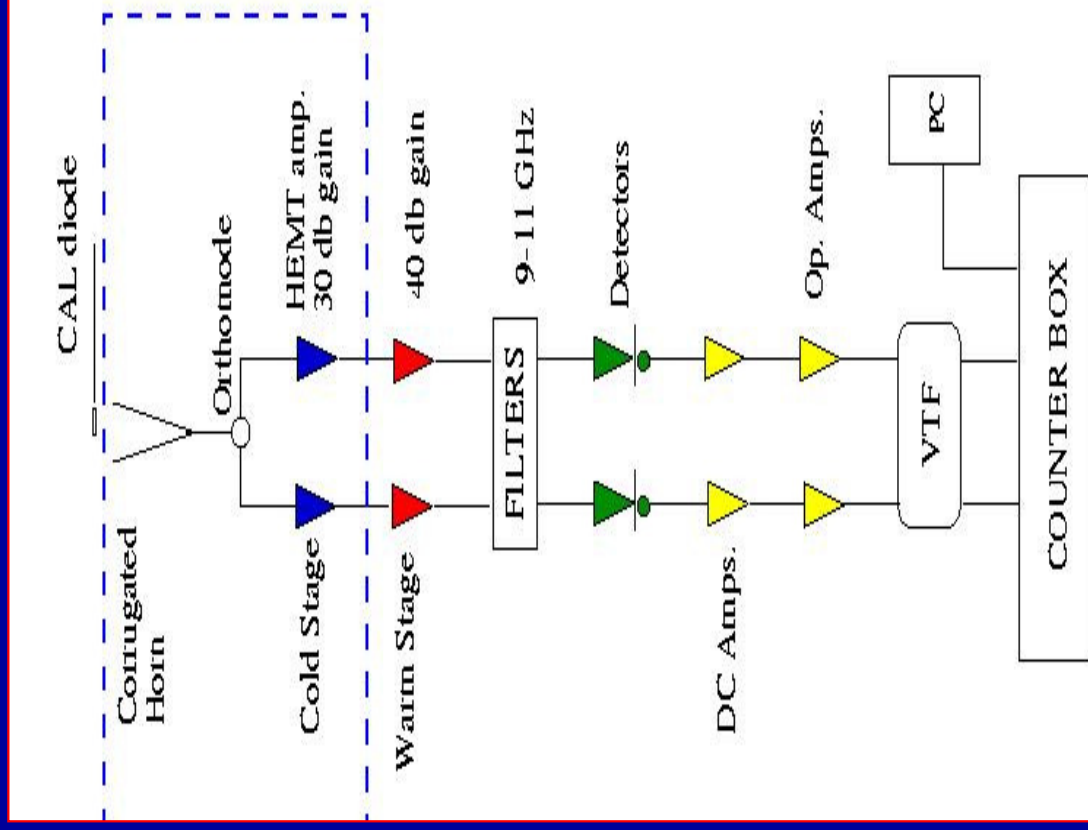 CAL diode
Corrugated
Horn
Orthomode
HEMT amp.
30 db gain
Cold Stage
40 db gain
Warm Stage
9-11 GHz
FILTERS
Detectors
DC Amps.
Op. Amps.
VTF
PC
COUNTER BOX